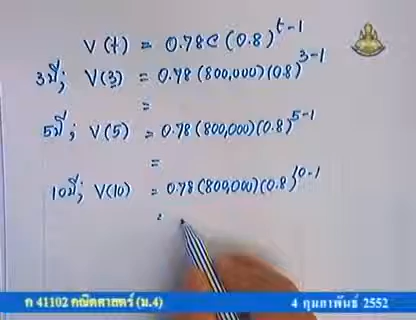 V(t) = 0.78C(0.8)^{t-1}
3 ปี; V(3) = 0.78(800,000)(0.8)^{3-1}
=
5 ปี; V(5) = 0.78(800,000)(0.8)^{5-1}
=
10 ปี; V(10) = 0.78(800,000)(0.8)^{10-1}
=
ค 41102 คณิตศาสตร์ (ม.4) 4 กุมภาพันธ์ 2552